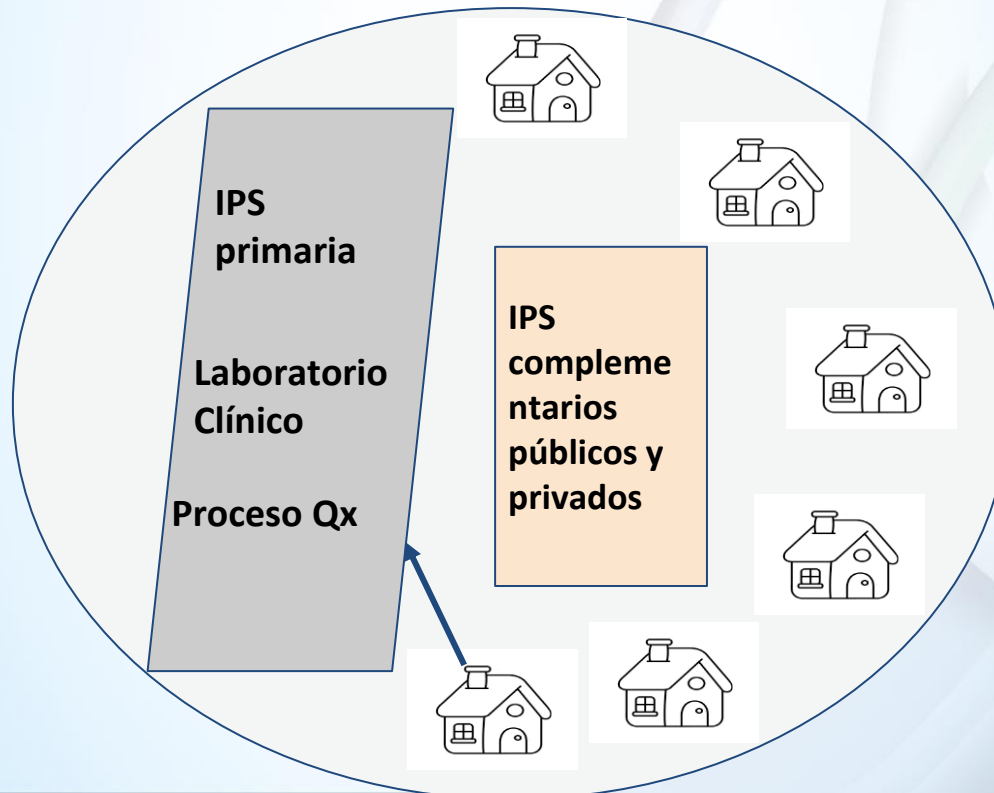 IPS
primaria
Laboratorio
Clínico
Proceso Qx
IPS
compleme
ntarios
públicos y
privados